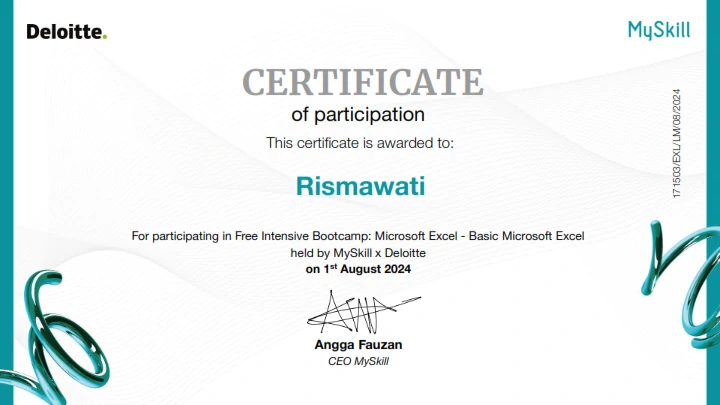 Deloitte.
MySkill
CERTIFICATE
of participation
This certificate is awarded to:
Rismawati
171503/EXL/LM/08/2024
For participating in Free Intensive Bootcamp: Microsoft Excel - Basic Microsoft Excel
held by MySkill x Deloitte
on 1st August 2024
Angga Fauzan
CEO MySkill